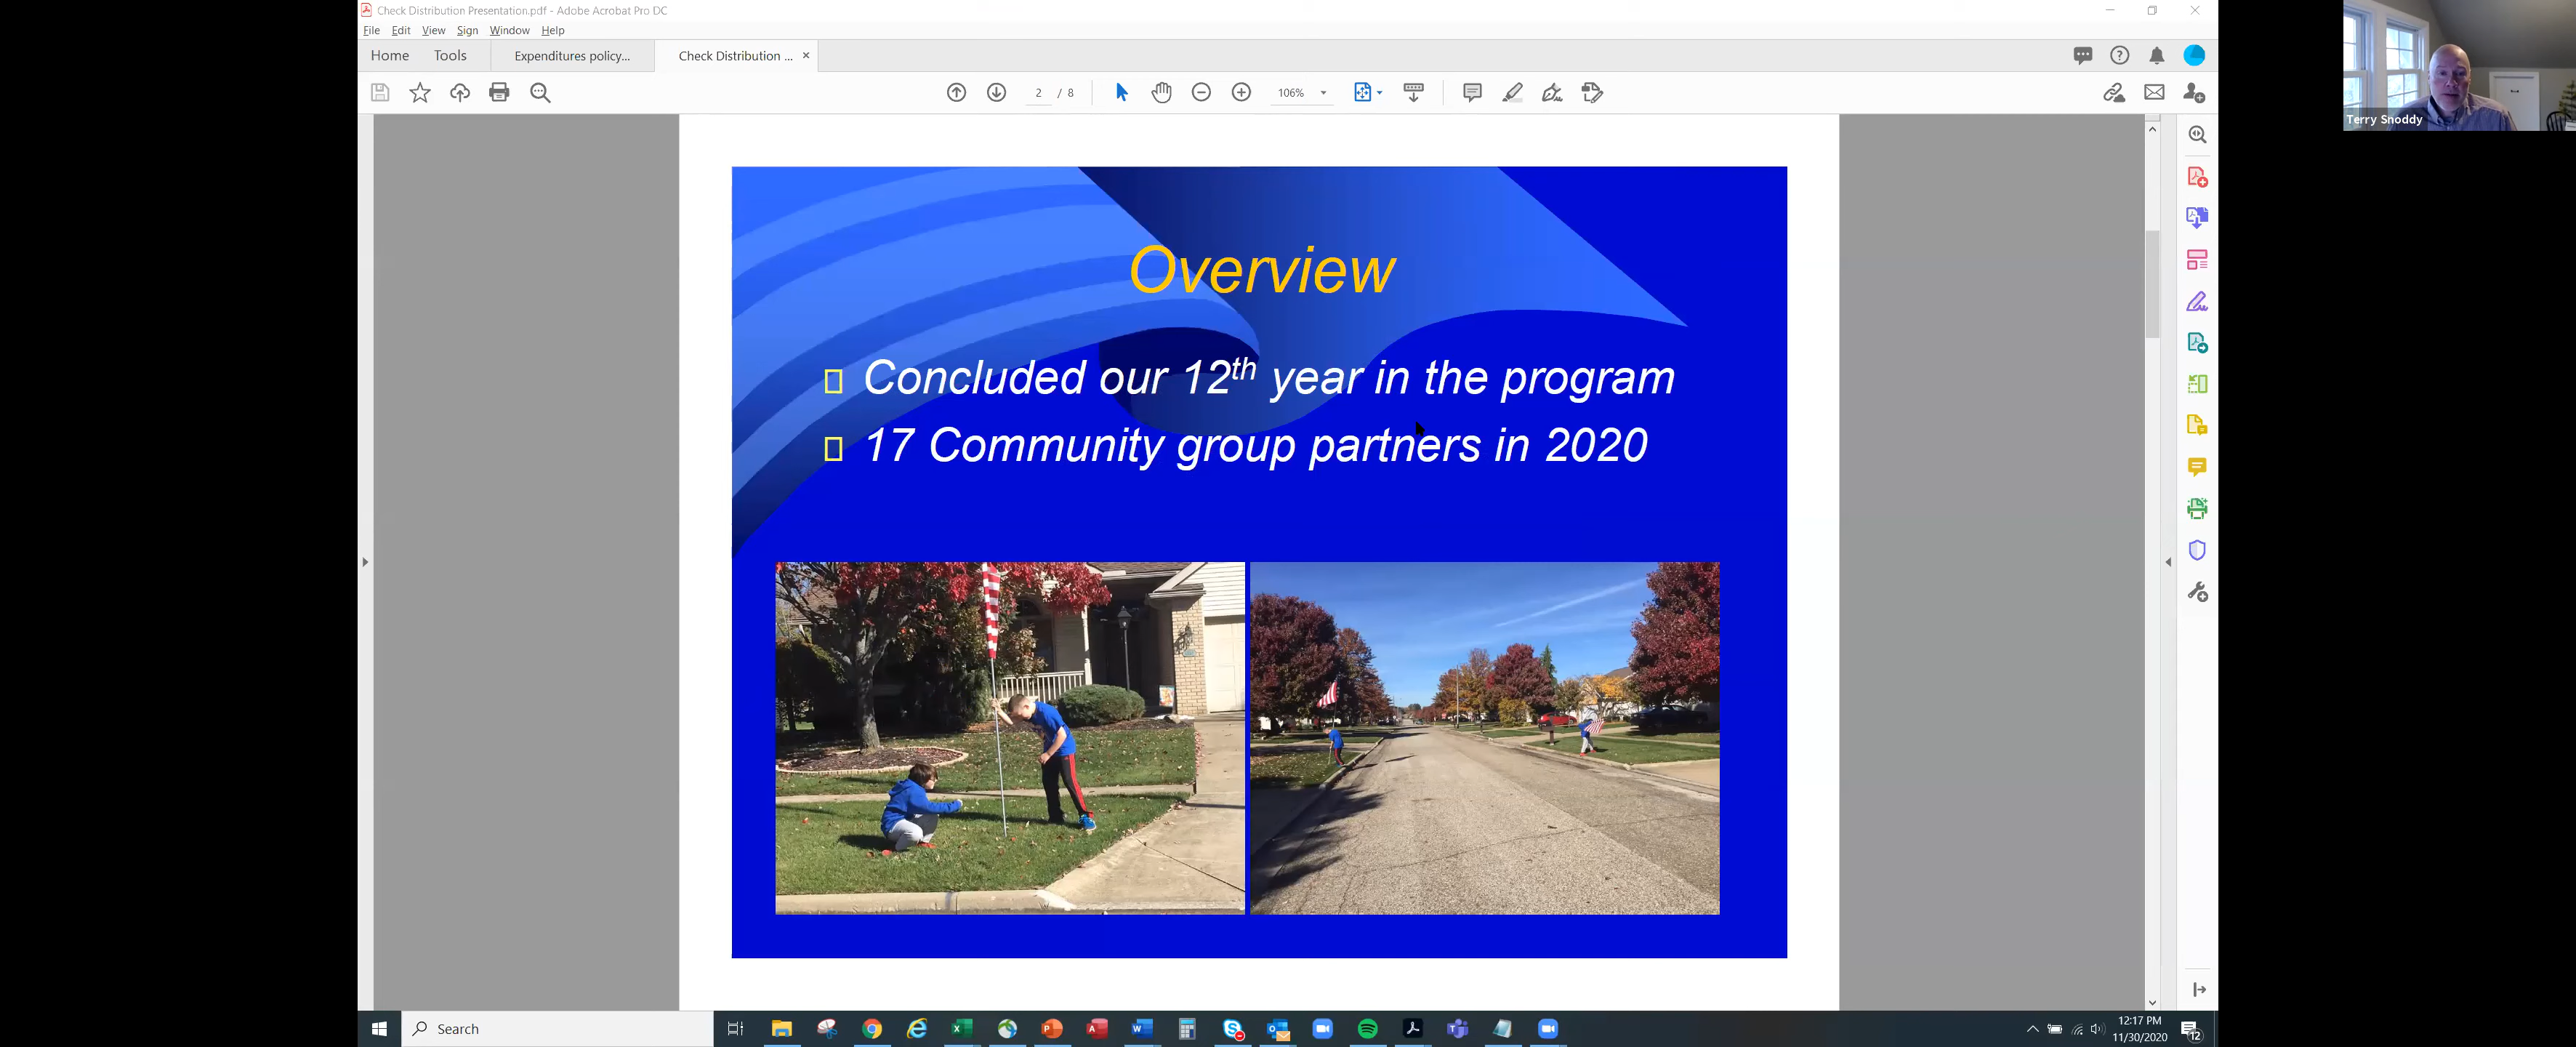 Check Distribution Presentation.pdf - Adobe Acrobat Pro DC
File Edit View Sign Window Help
Home Tools Expenditures policy... Check Distribution ... ×
2 / 8 106%
Terry Snoddy
Overview
Concluded our 12th year in the program
17 Community group partners in 2020
Search
12:17 PM
11/30/2020
12